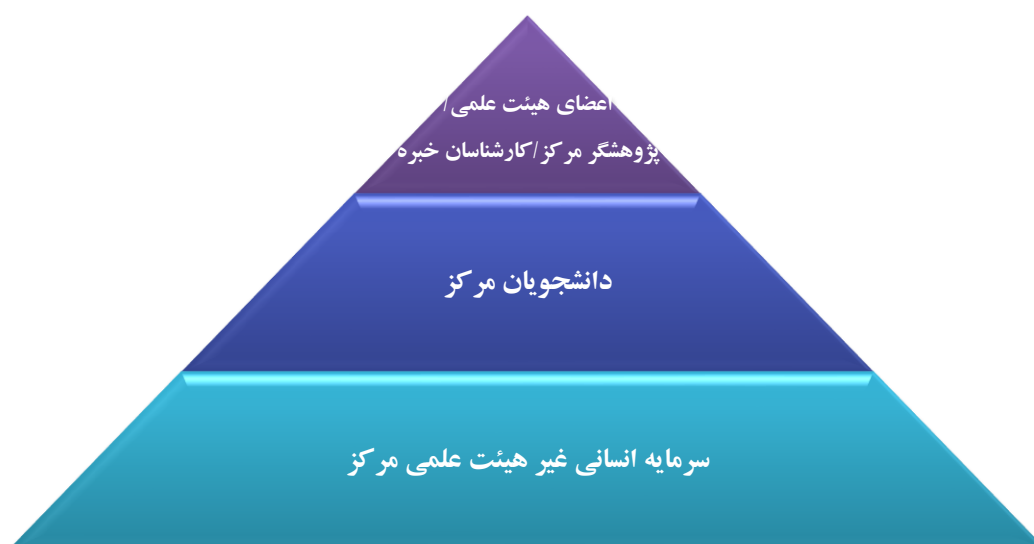 اعضای هیئت علمی/
پژوهشگر مرکز/کارشناسان خبره
دانشجویان مرکز
سرمایه انسانی غیر هیئت علمی مرکز